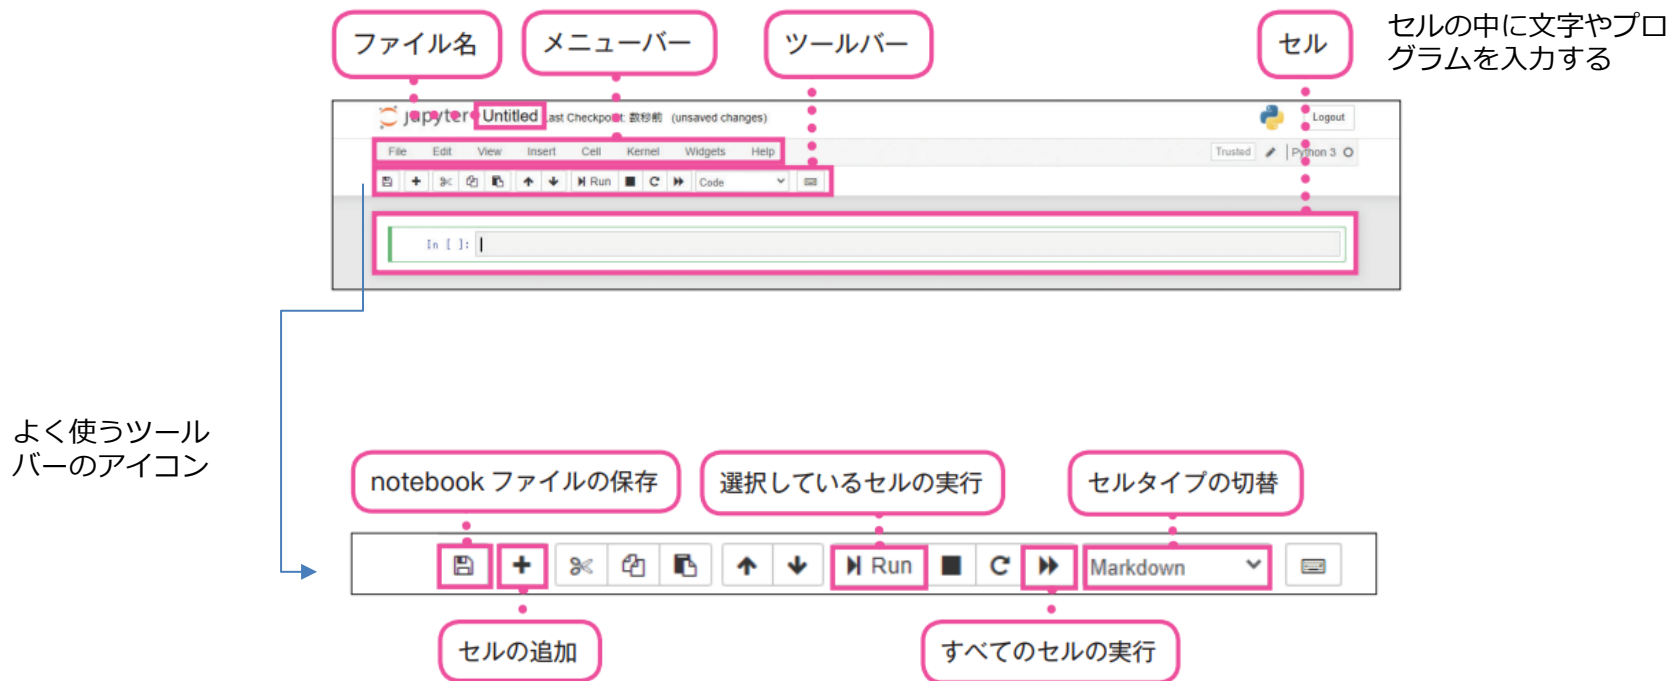 ファイル名
メニューバー
ツールバー
セル
セルの中に文字やプロ
グラムを入力する
jupyter Untitled Last Checkpoint: 数秒前 (unsaved changes)
Logout
File Edit View Insert Cell Kernel Widgets Help
Trusted Python 3
Run Code
In [ ]:
よく使うツール
バーのアイコン
notebook ファイルの保存
選択しているセルの実行
セルタイプの切替
Run Markdown
セルの追加
すべてのセルの実行